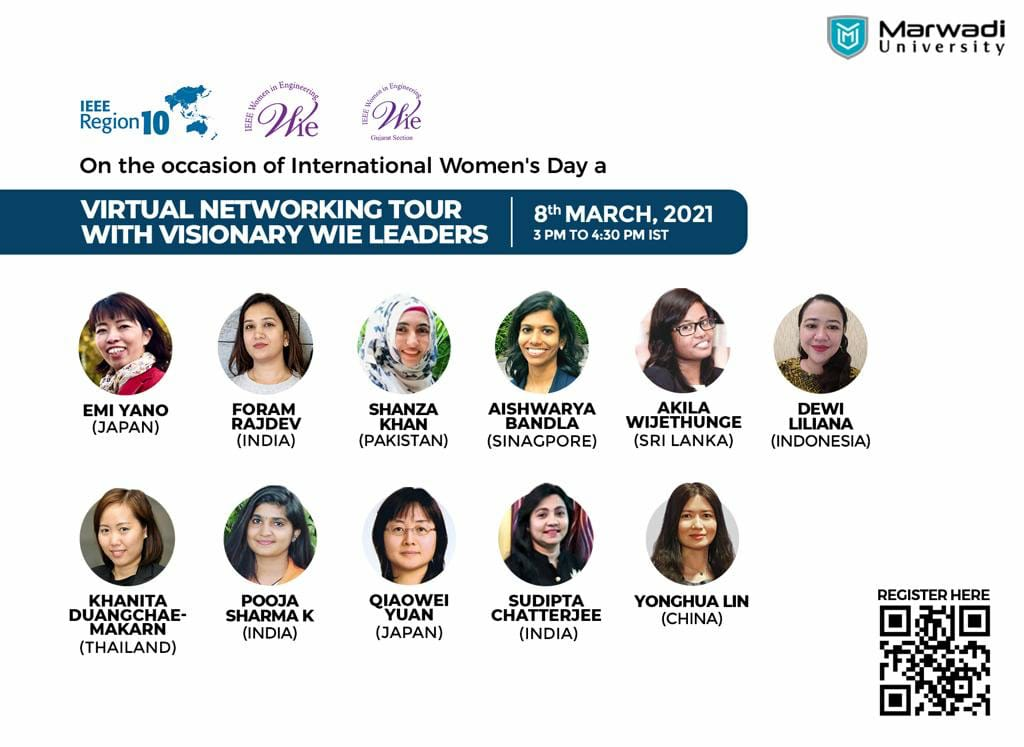 Marwadi
University
IEEE
Region 10
IEEE Women in Engineering
Wie
IEEE Women in Engineering
Wie
Gujarat Section
On the occasion of International Women's Day a
VIRTUAL NETWORKING TOUR
WITH VISIONARY WIE LEADERS
8th MARCH, 2021
3 PM TO 4:30 PM IST
EMI YANO
(JAPAN)
FORAM
RAJDEV
(INDIA)
SHANZA
KHAN
(PAKISTAN)
AISHWARYA
BANDLA
(SINAGPORE)
AKILA
WIJETHUNGE
(SRI LANKA)
DEWI
LILIANA
(INDONESIA)
KHANITA
DUANGCHAE-
MAKARN
(THAILAND)
POOJA
SHARMA K
(INDIA)
QIAOWEI
YUAN
(JAPAN)
SUDIPTA
CHATTERJEE
(INDIA)
YONGHUA LIN
(CHINA)
REGISTER HERE